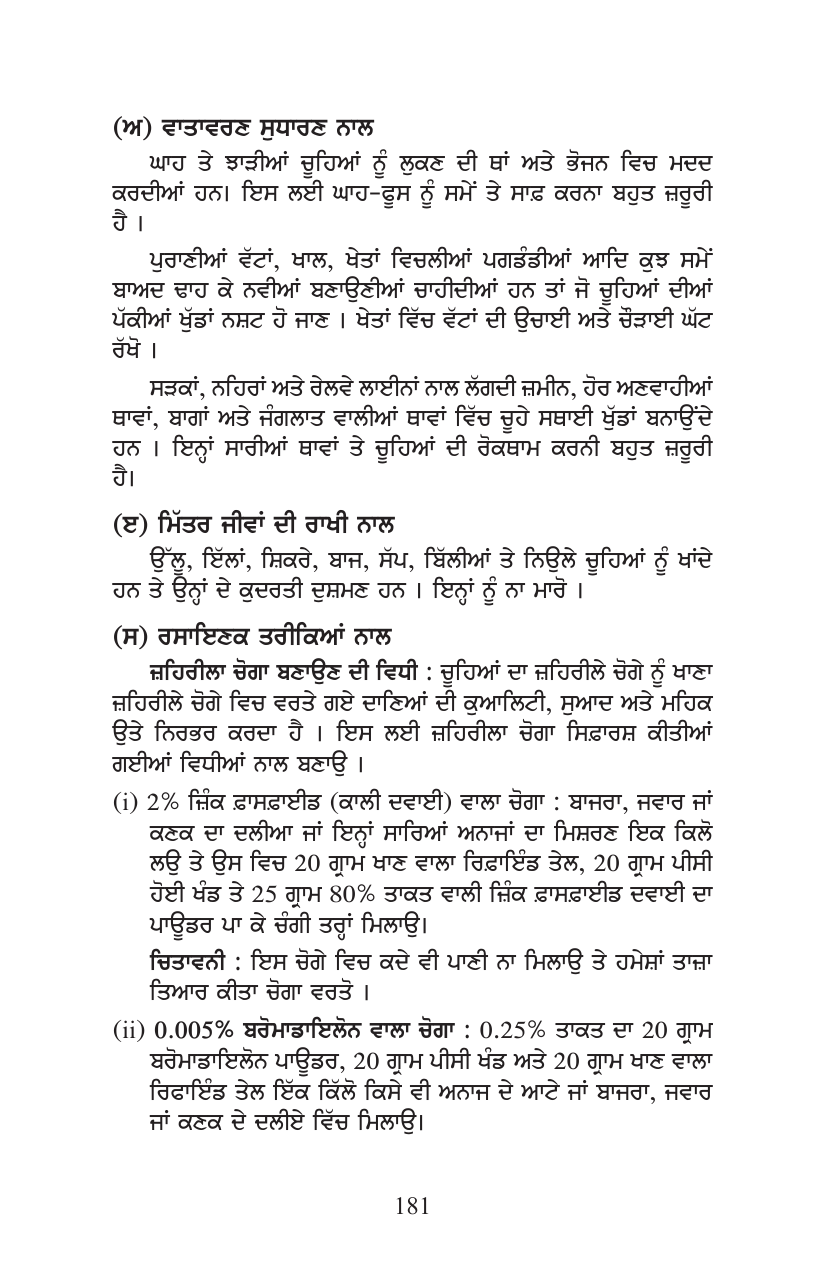 (ਅ) ਵਾਤਾਵਰਣ ਸੁਧਾਰਣ ਨਾਲ
ਘਾਹ ਤੇ ਝਾੜੀਆਂ ਚੂਹਿਆਂ ਨੂੰ ਲੁਕਣ ਦੀ ਥਾਂ ਅਤੇ ਭੋਜਨ ਵਿਚ ਮਦਦ
ਕਰਦੀਆਂ ਹਨ। ਇਸ ਲਈ ਘਾਹ-ਫੂਸ ਨੂੰ ਸਮੇਂ ਤੇ ਸਾਫ਼ ਕਰਨਾ ਬਹੁਤ ਜ਼ਰੂਰੀ
ਹੈ ।
ਪੁਰਾਣੀਆਂ ਵੱਟਾਂ, ਖਾਲ, ਖੇਤਾਂ ਵਿਚਲੀਆਂ ਪਗਡੰਡੀਆਂ ਆਦਿ ਕੁਝ ਸਮੇਂ
ਬਾਅਦ ਢਾਹ ਕੇ ਨਵੀਆਂ ਬਣਾਉਣੀਆਂ ਚਾਹੀਦੀਆਂ ਹਨ ਤਾਂ ਜੋ ਚੂਹਿਆਂ ਦੀਆਂ
ਪੱਕੀਆਂ ਖੁੱਡਾਂ ਨਸ਼ਟ ਹੋ ਜਾਣ । ਖੇਤਾਂ ਵਿੱਚ ਵੱਟਾਂ ਦੀ ਉਚਾਈ ਅਤੇ ਚੌੜਾਈ ਘੱਟ
ਰੱਖੋ ।
ਸੜਕਾਂ, ਨਹਿਰਾਂ ਅਤੇ ਰੇਲਵੇ ਲਾਈਨਾਂ ਨਾਲ ਲੱਗਦੀ ਜ਼ਮੀਨ, ਹੋਰ ਅਣਵਾਹੀਆਂ
ਥਾਵਾਂ, ਬਾਗਾਂ ਅਤੇ ਜੰਗਲਾਤ ਵਾਲੀਆਂ ਥਾਵਾਂ ਵਿੱਚ ਚੂਹੇ ਸਥਾਈ ਖੁੱਡਾਂ ਬਨਾਉਂਦੇ
ਹਨ । ਇਨ੍ਹਾਂ ਸਾਰੀਆਂ ਥਾਵਾਂ ਤੇ ਚੂਹਿਆਂ ਦੀ ਰੋਕਥਾਮ ਕਰਨੀ ਬਹੁਤ ਜ਼ਰੂਰੀ
ਹੈ।
(ੲ) ਮਿੱਤਰ ਜੀਵਾਂ ਦੀ ਰਾਖੀ ਨਾਲ
ਉੱਲੂ, ਇੱਲਾਂ, ਸ਼ਿਕਰੇ, ਬਾਜ, ਸੱਪ, ਬਿੱਲੀਆਂ ਤੇ ਨਿਉਲੇ ਚੂਹਿਆਂ ਨੂੰ ਖਾਂਦੇ
ਹਨ ਤੇ ਉਨ੍ਹਾਂ ਦੇ ਕੁਦਰਤੀ ਦੁਸ਼ਮਣ ਹਨ । ਇਨ੍ਹਾਂ ਨੂੰ ਨਾ ਮਾਰੋ ।
(ਸ) ਰਸਾਇਣਕ ਤਰੀਕਿਆਂ ਨਾਲ
ਜ਼ਹਿਰੀਲਾ ਚੋਗਾ ਬਣਾਉਣ ਦੀ ਵਿਧੀ : ਚੂਹਿਆਂ ਦਾ ਜ਼ਹਿਰੀਲੇ ਚੋਗੇ ਨੂੰ ਖਾਣਾ
ਜ਼ਹਿਰੀਲੇ ਚੋਗੇ ਵਿਚ ਵਰਤੇ ਗਏ ਦਾਣਿਆਂ ਦੀ ਕੁਆਲਿਟੀ, ਸੁਆਦ ਅਤੇ ਮਹਿਕ
ਉਤੇ ਨਿਰਭਰ ਕਰਦਾ ਹੈ । ਇਸ ਲਈ ਜ਼ਹਿਰੀਲਾ ਚੋਗਾ ਸਿਫ਼ਾਰਸ਼ ਕੀਤੀਆਂ
ਗਈਆਂ ਵਿਧੀਆਂ ਨਾਲ ਬਣਾਉ ।
(i) 2% ਜ਼ਿੰਕ ਫ਼ਾਸਫ਼ਾਈਡ (ਕਾਲੀ ਦਵਾਈ) ਵਾਲਾ ਚੋਗਾ : ਬਾਜਰਾ, ਜਵਾਰ ਜਾਂ
ਕਣਕ ਦਾ ਦਲੀਆ ਜਾਂ ਇਨ੍ਹਾਂ ਸਾਰਿਆਂ ਅਨਾਜਾਂ ਦਾ ਮਿਸ਼ਰਣ ਇਕ ਕਿਲੋ
ਲਉ ਤੇ ਉਸ ਵਿਚ 20 ਗ੍ਰਾਮ ਖਾਣ ਵਾਲਾ ਰਿਫ਼ਾਇੰਡ ਤੇਲ, 20 ਗ੍ਰਾਮ ਪੀਸੀ
ਹੋਈ ਖੰਡ ਤੇ 25 ਗ੍ਰਾਮ 80% ਤਾਕਤ ਵਾਲੀ ਜ਼ਿੰਕ ਫ਼ਾਸਫ਼ਾਈਡ ਦਵਾਈ ਦਾ
ਪਾਊਡਰ ਪਾ ਕੇ ਚੰਗੀ ਤਰ੍ਹਾਂ ਮਿਲਾਉ।
ਚਿਤਾਵਨੀ : ਇਸ ਚੋਗੇ ਵਿਚ ਕਦੇ ਵੀ ਪਾਣੀ ਨਾ ਮਿਲਾਉ ਤੇ ਹਮੇਸ਼ਾਂ ਤਾਜ਼ਾ
ਤਿਆਰ ਕੀਤਾ ਚੋਗਾ ਵਰਤੋ ।
(ii) 0.005% ਬਰੋਮਾਡਾਇਲੋਨ ਵਾਲਾ ਚੋਗਾ : 0.25% ਤਾਕਤ ਦਾ 20 ਗ੍ਰਾਮ
ਬਰੋਮਾਡਾਇਲੋਨ ਪਾਊਡਰ, 20 ਗ੍ਰਾਮ ਪੀਸੀ ਖੰਡ ਅਤੇ 20 ਗ੍ਰਾਮ ਖਾਣ ਵਾਲਾ
ਰਿਫਾਇੰਡ ਤੇਲ ਇੱਕ ਕਿੱਲੋ ਕਿਸੇ ਵੀ ਅਨਾਜ ਦੇ ਆਟੇ ਜਾਂ ਬਾਜਰਾ, ਜਵਾਰ
ਜਾਂ ਕਣਕ ਦੇ ਦਲੀਏ ਵਿੱਚ ਮਿਲਾਉ।
181